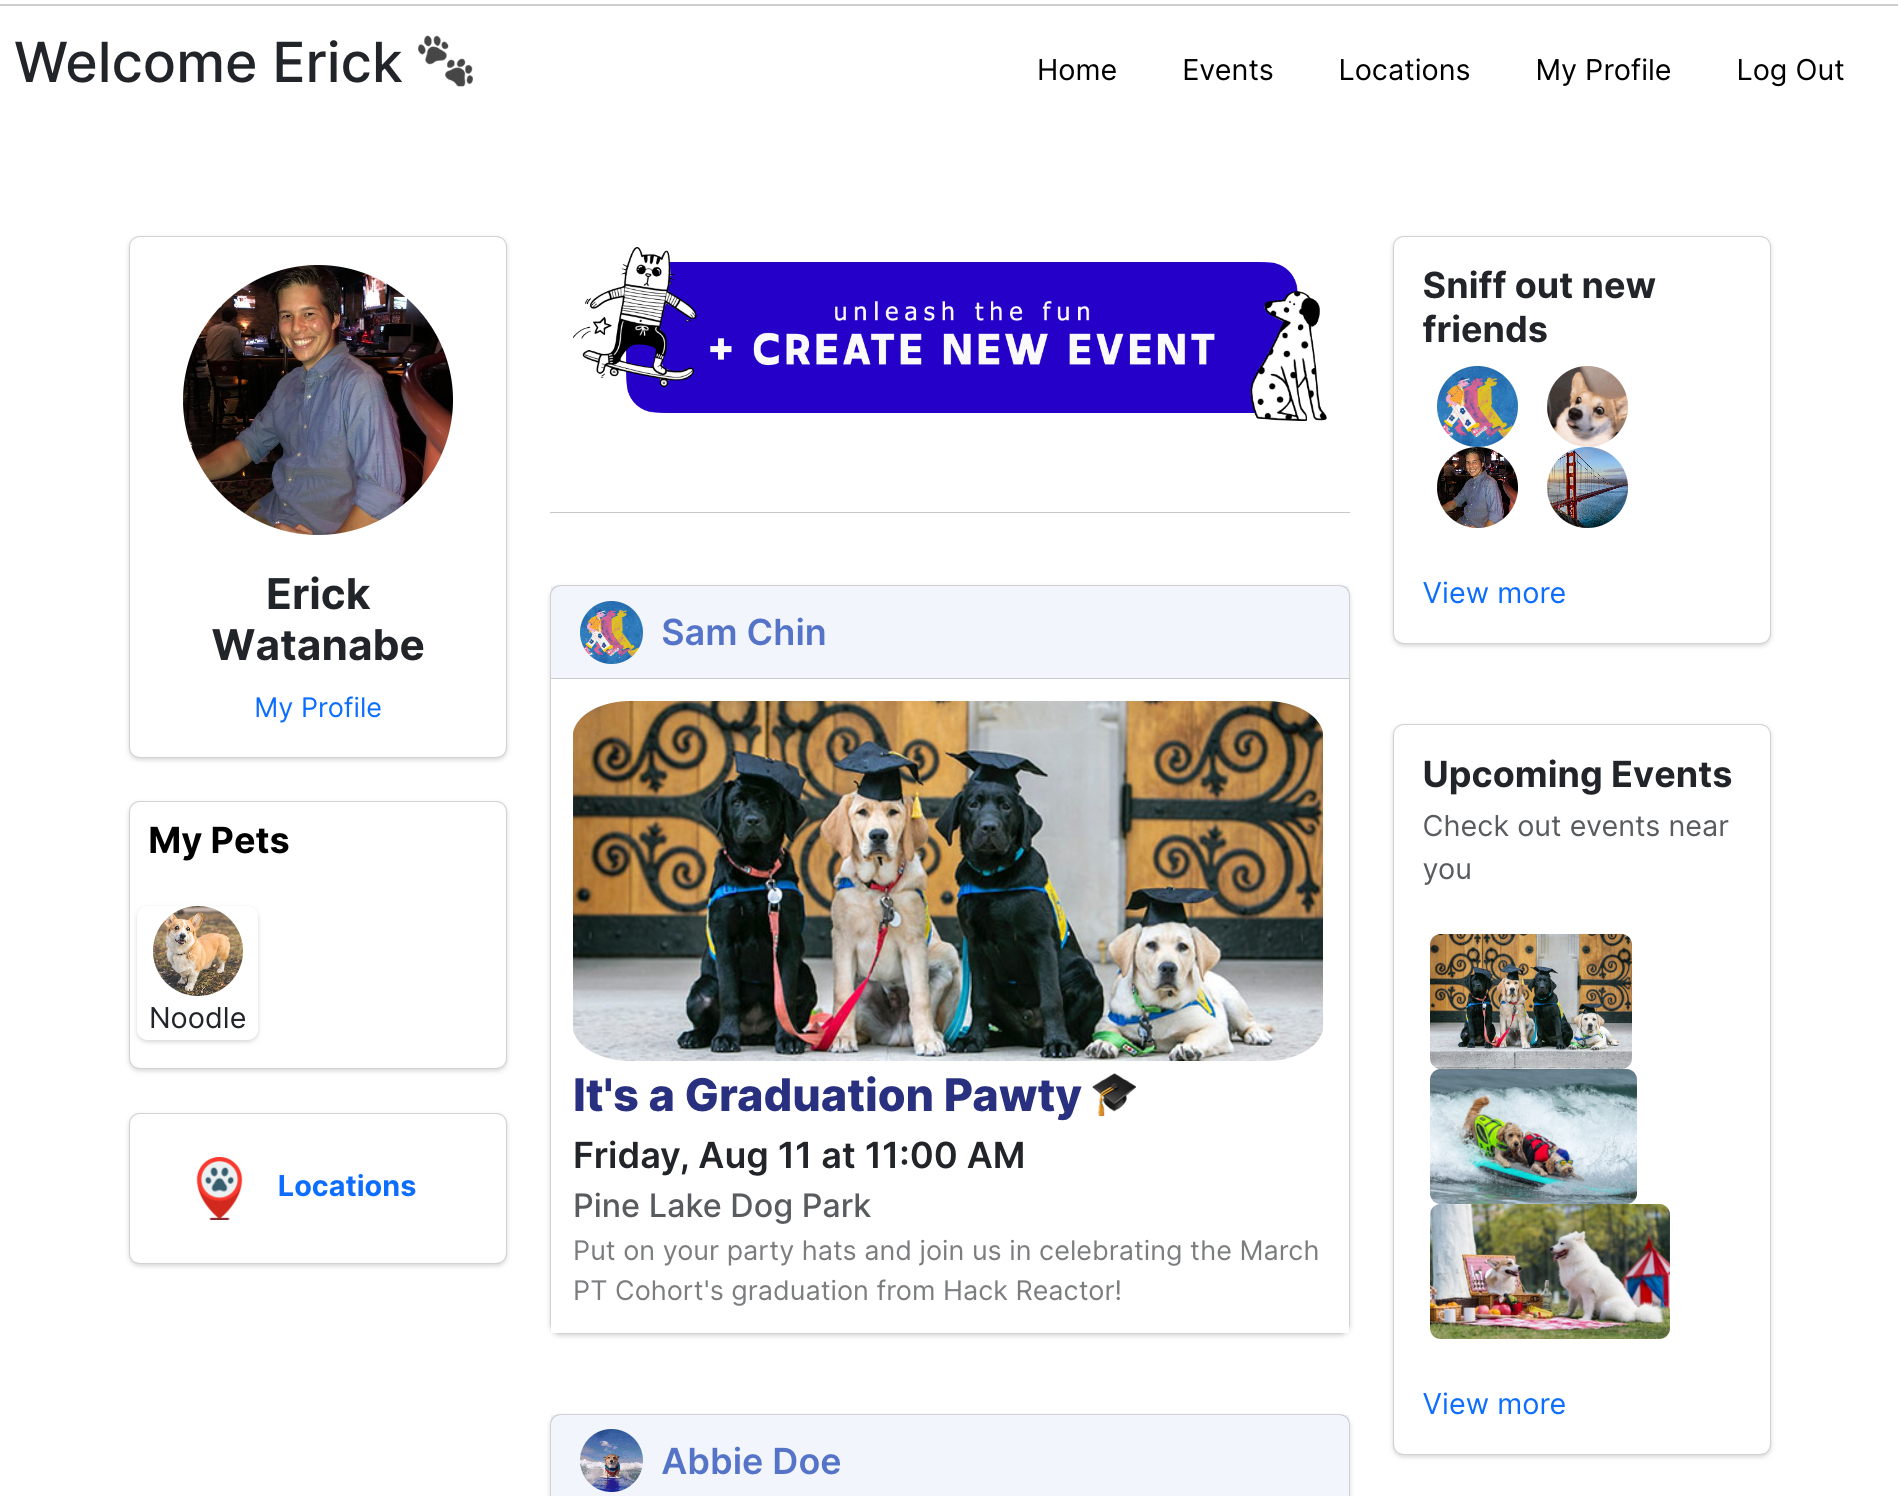 Welcome Erick 🐾
Home Events Locations My Profile Log Out
Erick
Watanabe
My Profile
My Pets
Noodle
Locations
unleash the fun
+ CREATE NEW EVENT
Sam Chin
It's a Graduation Pawty 🎓
Friday, Aug 11 at 11:00 AM
Pine Lake Dog Park
Put on your party hats and join us in celebrating the March
PT Cohort's graduation from Hack Reactor!
Abbie Doe
Sniff out new
friends
View more
Upcoming Events
Check out events near
you
View more